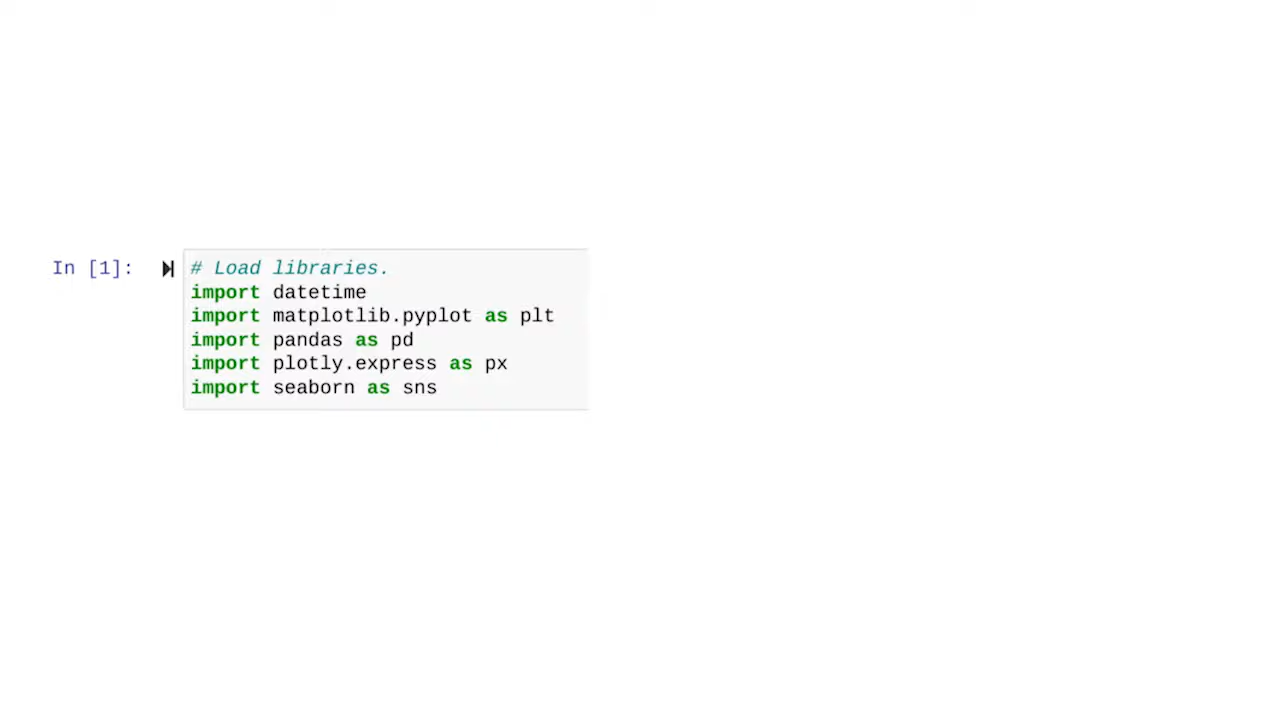 In [1]: # Load libraries.
import datetime
import matplotlib.pyplot as plt
import pandas as pd
import plotly.express as px
import seaborn as sns